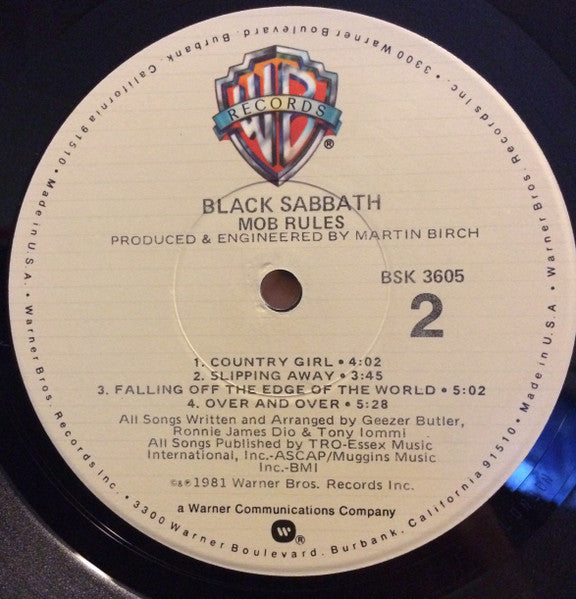 WB
RECORDS
®
BLACK SABBATH
MOB RULES
PRODUCED & ENGINEERED BY MARTIN BIRCH
BSK 3605
2
1. COUNTRY GIRL • 4:02
2. SLIPPING AWAY • 3:45
3. FALLING OFF THE EDGE OF THE WORLD • 5:02
4. OVER AND OVER • 5:28
All Songs Written and Arranged by Geezer Butler,
Ronnie James Dio & Tony Iommi
All Songs Published by TRO-Essex Music
International, Inc.-ASCAP/Muggins Music
Inc.-BMI
©&℗ 1981 Warner Bros. Records Inc.
a Warner Communications Company
®
Warner Bros. Records Inc. • 3300 Warner Boulevard. Burbank, California 91510 • Made in U.S.A. • Warner Bros. Records Inc. • 3300 Warner Boulevard. Burbank, California 91510 • Made in U.S.A. •